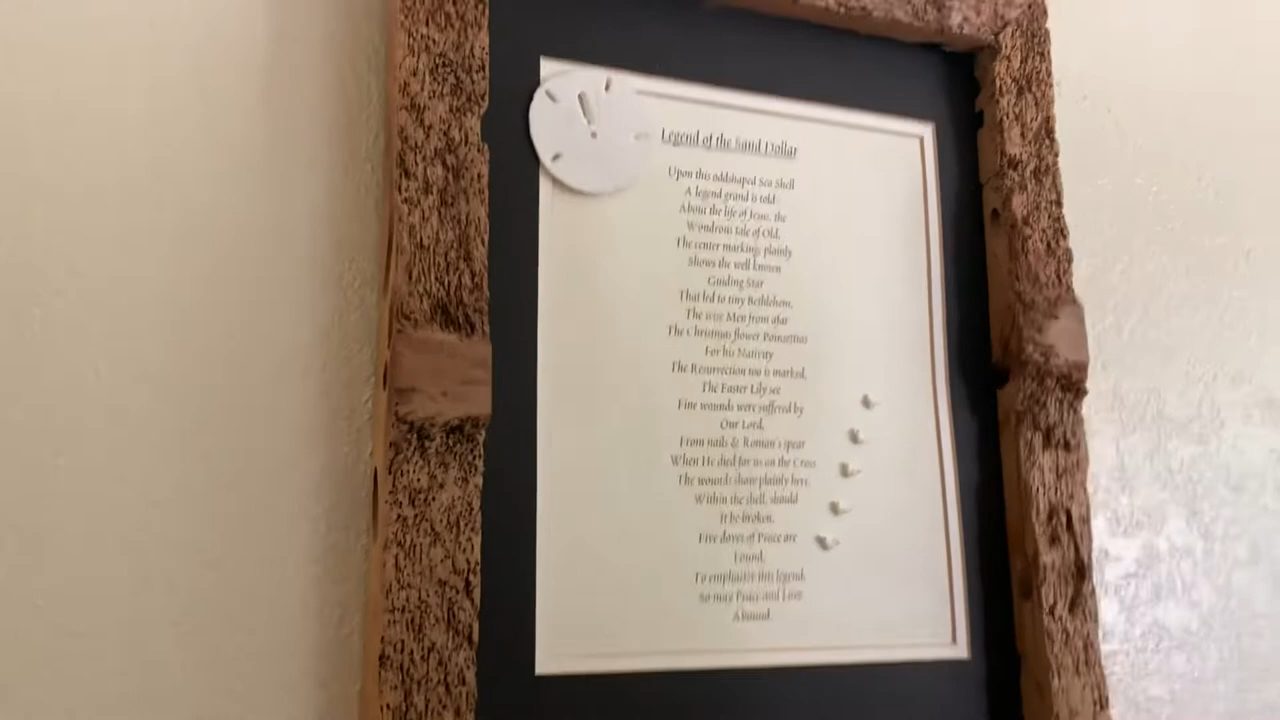 Legend of the Sand Dollar
Upon this oddshaped Sea Shell
A legend grand is told
About the life of Jesus, the
Wondrous tale of Old.
The center marking plainly
Shows the well known
Guiding Star
That led to tiny Bethlehem,
The wise Men from afar
The Christmas flower Poinsettias
For his Nativity
The Resurrection too is marked,
The Easter Lily see
Five wounds were suffered by
Our Lord,
From nails & Roman's spear
When He died for us on the Cross
The wounds show plainly here.
Within the shell, should
it be broken,
Five doves of Peace are
Found,
To emphasize this legend,
So may Peace and Love
Abound.